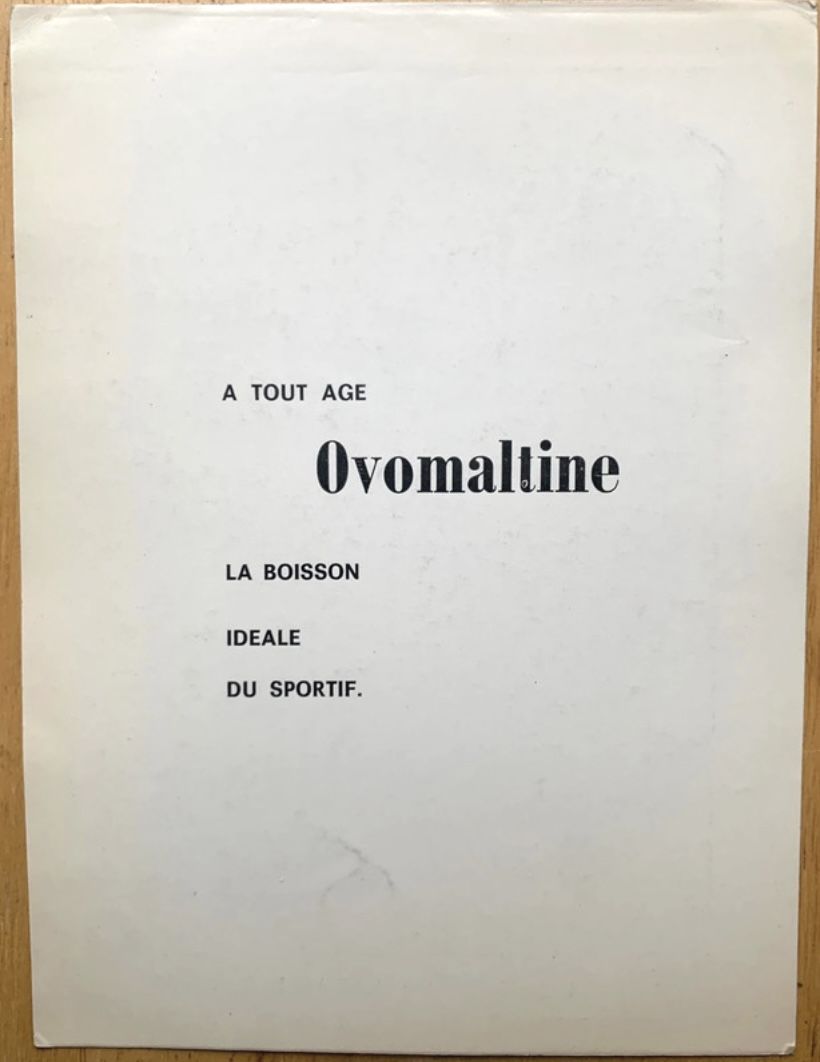 A TOUT AGE
Ovomaltine
LA BOISSON
IDEALE
DU SPORTIF.